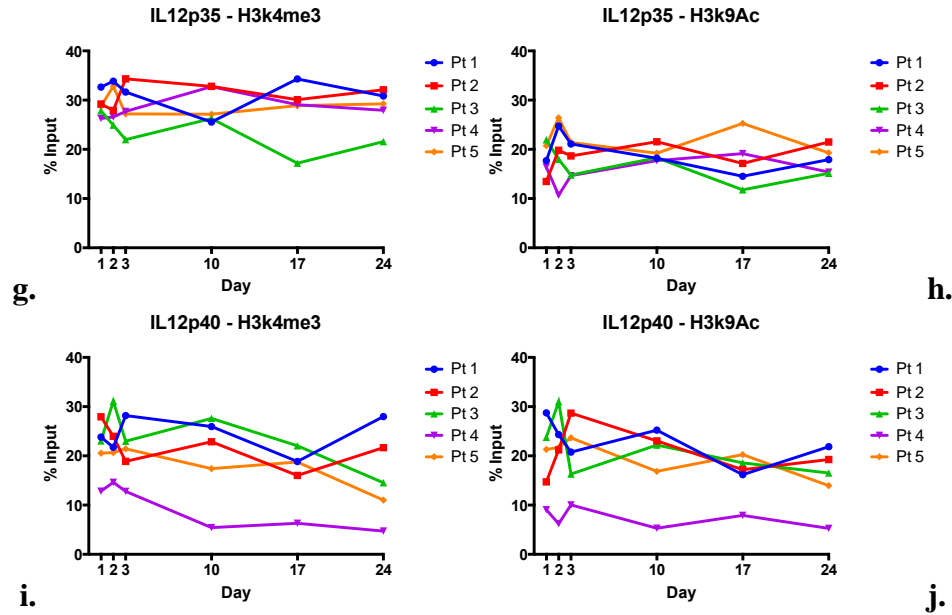 IL12p35 - H3k4me3
40
30
20
10
0
% Input
1 2 3 10 17 24
Day
Pt 1
Pt 2
Pt 3
Pt 4
Pt 5
g.
IL12p35 - H3k9Ac
40
30
20
10
0
% Input
1 2 3 10 17 24
Day
Pt 1
Pt 2
Pt 3
Pt 4
Pt 5
h.
IL12p40 - H3k4me3
40
30
20
10
0
% Input
1 2 3 10 17 24
Day
Pt 1
Pt 2
Pt 3
Pt 4
Pt 5
i.
IL12p40 - H3k9Ac
40
30
20
10
0
% Input
1 2 3 10 17 24
Day
Pt 1
Pt 2
Pt 3
Pt 4
Pt 5
j.